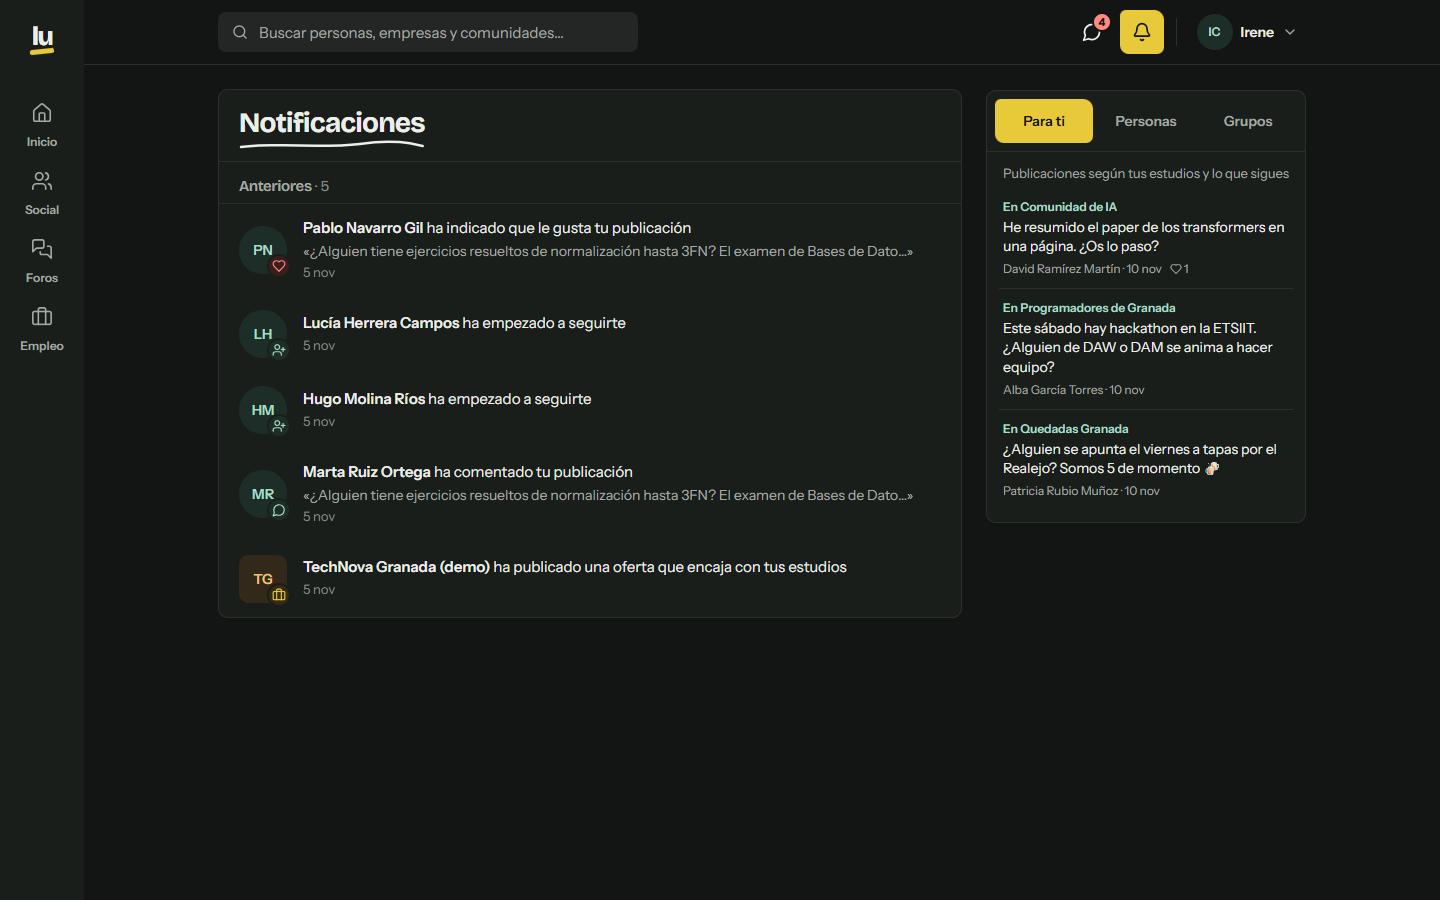 lu
Buscar personas, empresas y comunidades...
4
IC
Irene
Inicio
Social
Foros
Empleo
Notificaciones
Anteriores · 5
PN
Pablo Navarro Gil ha indicado que le gusta tu publicación
«¿Alguien tiene ejercicios resueltos de normalización hasta 3FN? El examen de Bases de Dato...»
5 nov
LH
Lucía Herrera Campos ha empezado a seguirte
5 nov
HM
Hugo Molina Ríos ha empezado a seguirte
5 nov
MR
Marta Ruiz Ortega ha comentado tu publicación
«¿Alguien tiene ejercicios resueltos de normalización hasta 3FN? El examen de Bases de Dato...»
5 nov
TG
TechNova Granada (demo) ha publicado una oferta que encaja con tus estudios
5 nov
Para ti
Personas
Grupos
Publicaciones según tus estudios y lo que sigues
En Comunidad de IA
He resumido el paper de los transformers en
una página. ¿Os lo paso?
David Ramírez Martín · 10 nov 1
En Programadores de Granada
Este sábado hay hackathon en la ETSIIT.
¿Alguien de DAW o DAM se anima a hacer
equipo?
Alba García Torres · 10 nov
En Quedadas Granada
¿Alguien se apunta el viernes a tapas por el
Realejo? Somos 5 de momento 🍻
Patricia Rubio Muñoz · 10 nov